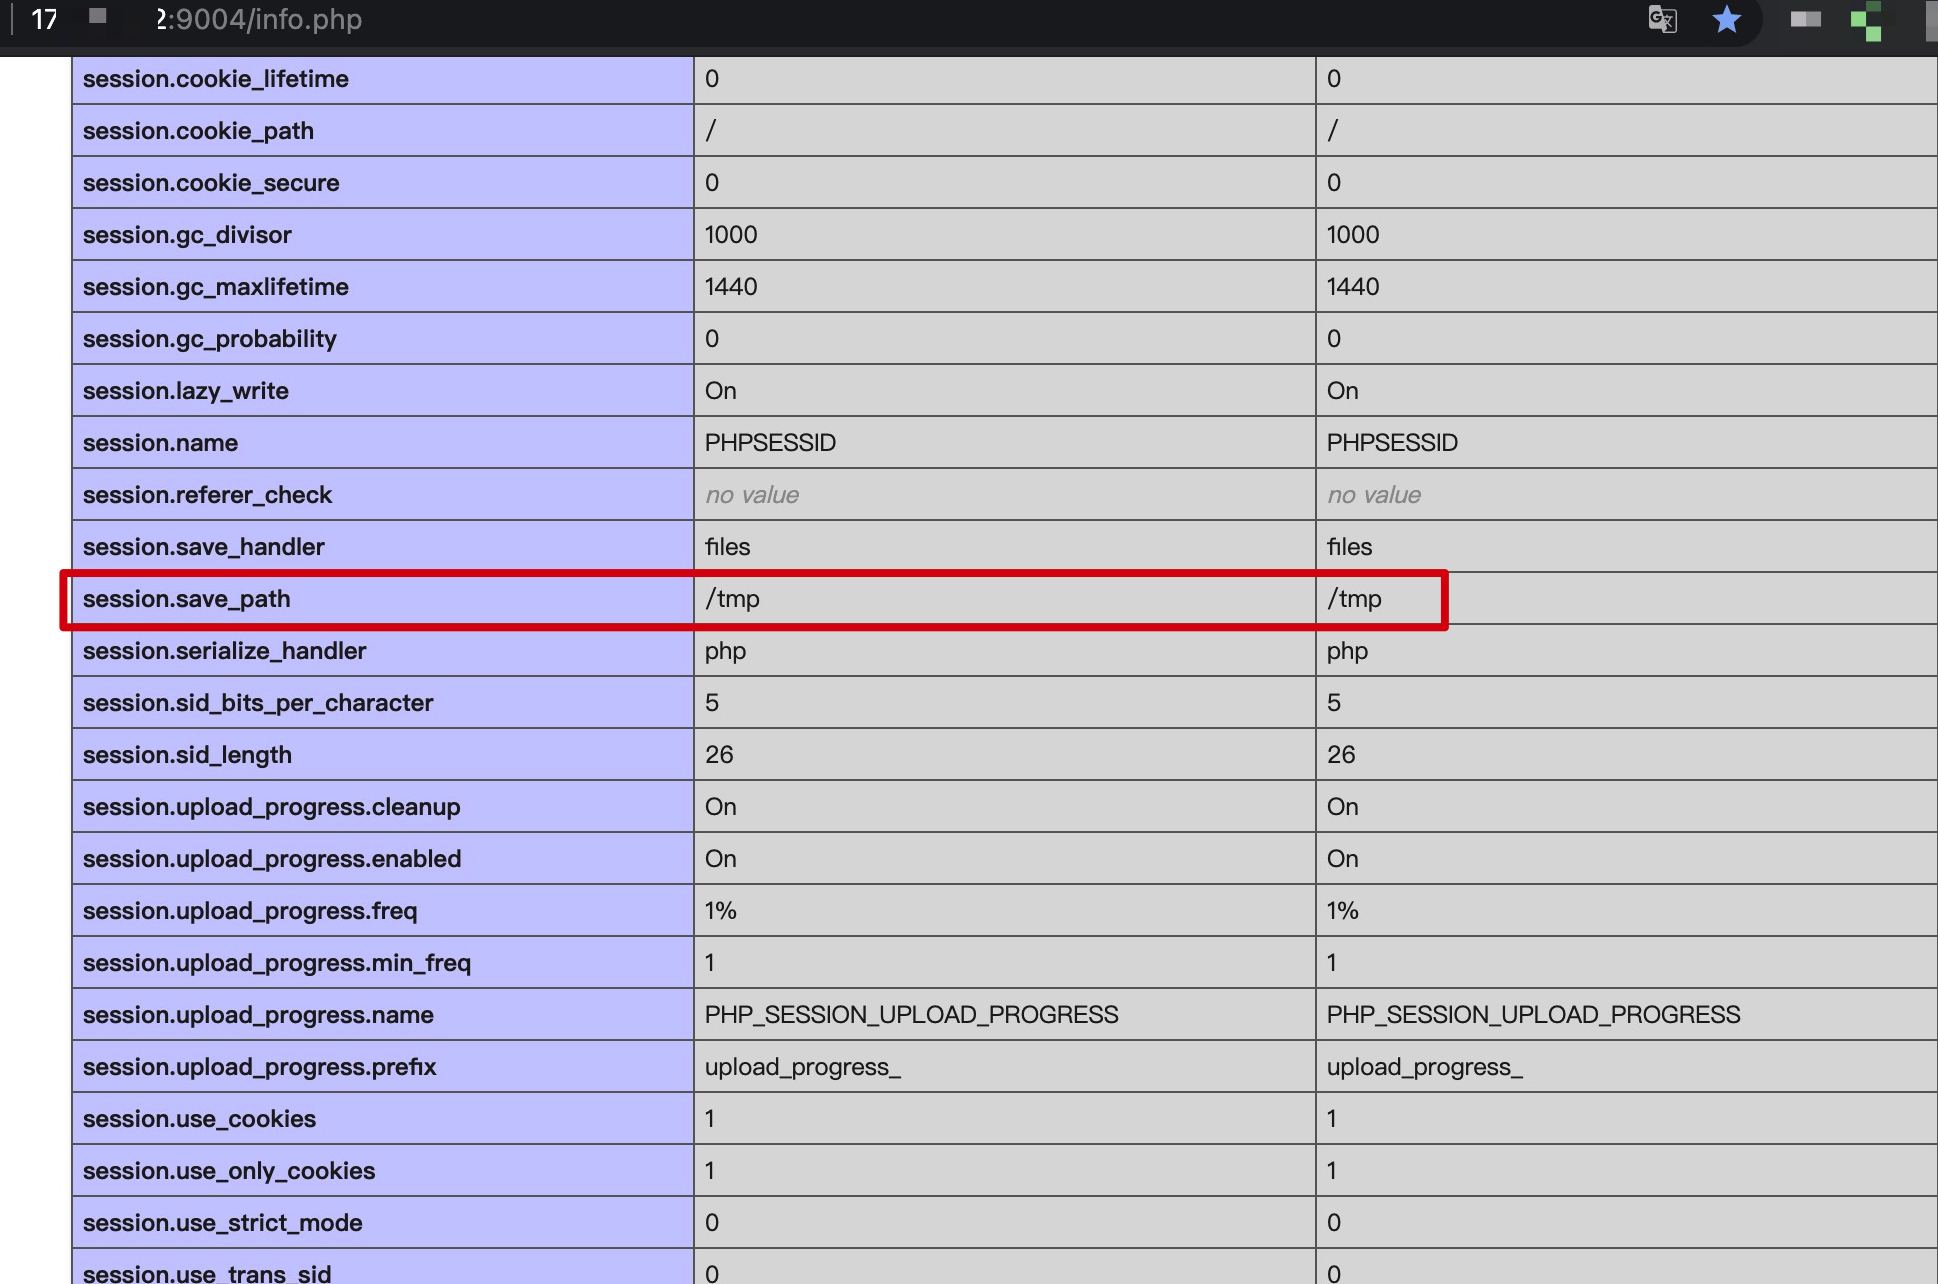 17 2:9004/info.php
session.cookie_lifetime 0 0
session.cookie_path / /
session.cookie_secure 0 0
session.gc_divisor 1000 1000
session.gc_maxlifetime 1440 1440
session.gc_probability 0 0
session.lazy_write On On
session.name PHPSESSID PHPSESSID
session.referer_check no value no value
session.save_handler files files
session.save_path /tmp /tmp
session.serialize_handler php php
session.sid_bits_per_character 5 5
session.sid_length 26 26
session.upload_progress.cleanup On On
session.upload_progress.enabled On On
session.upload_progress.freq 1% 1%
session.upload_progress.min_freq 1 1
session.upload_progress.name PHP_SESSION_UPLOAD_PROGRESS PHP_SESSION_UPLOAD_PROGRESS
session.upload_progress.prefix upload_progress_ upload_progress_
session.use_cookies 1 1
session.use_only_cookies 1 1
session.use_strict_mode 0 0
session.use_trans_sid 0 0